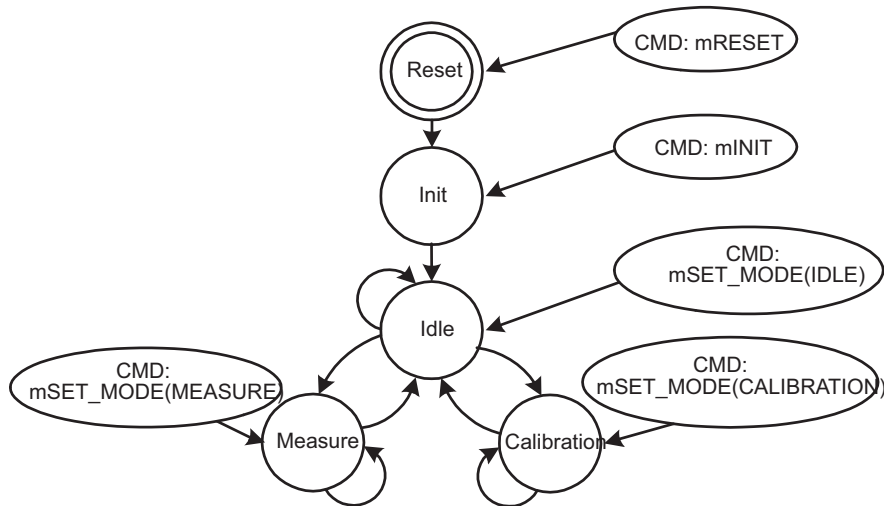 Reset
CMD: mRESET
Init
CMD: mINIT
Idle
CMD:
mSET_MODE(IDLE)
CMD:
mSET_MODE(MEASURE)
CMD:
mSET_MODE(CALIBRATION)
Measure
Calibration